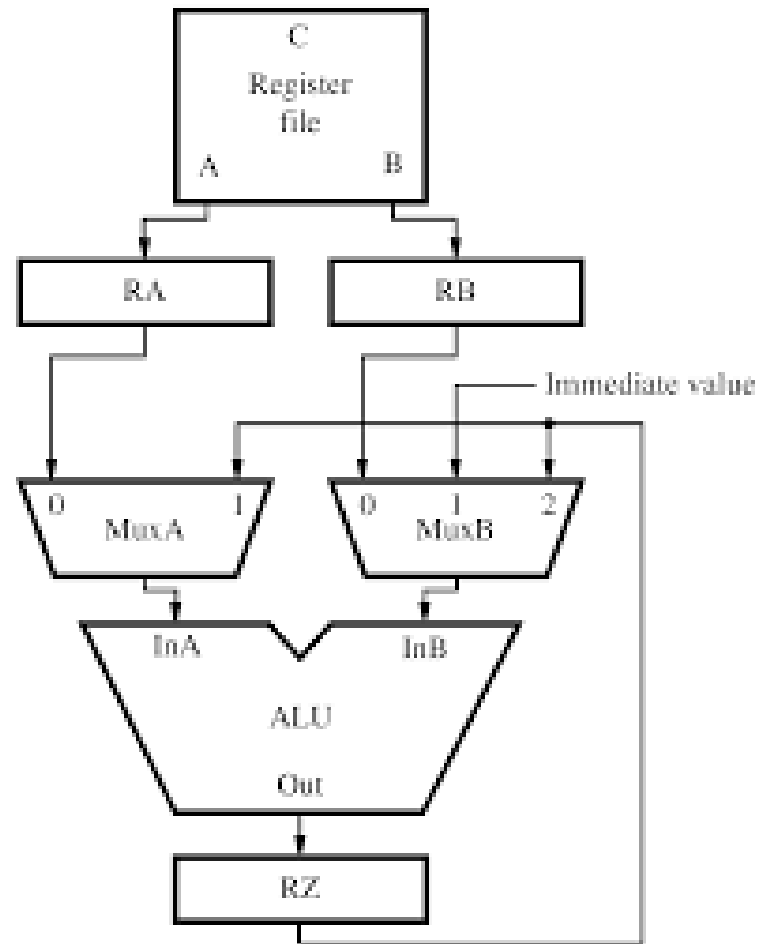 C
Register
file
A B
RA RB
Immediate value
0 1 0 1 2
MuxA MuxB
InA InB
ALU
Out
RZ